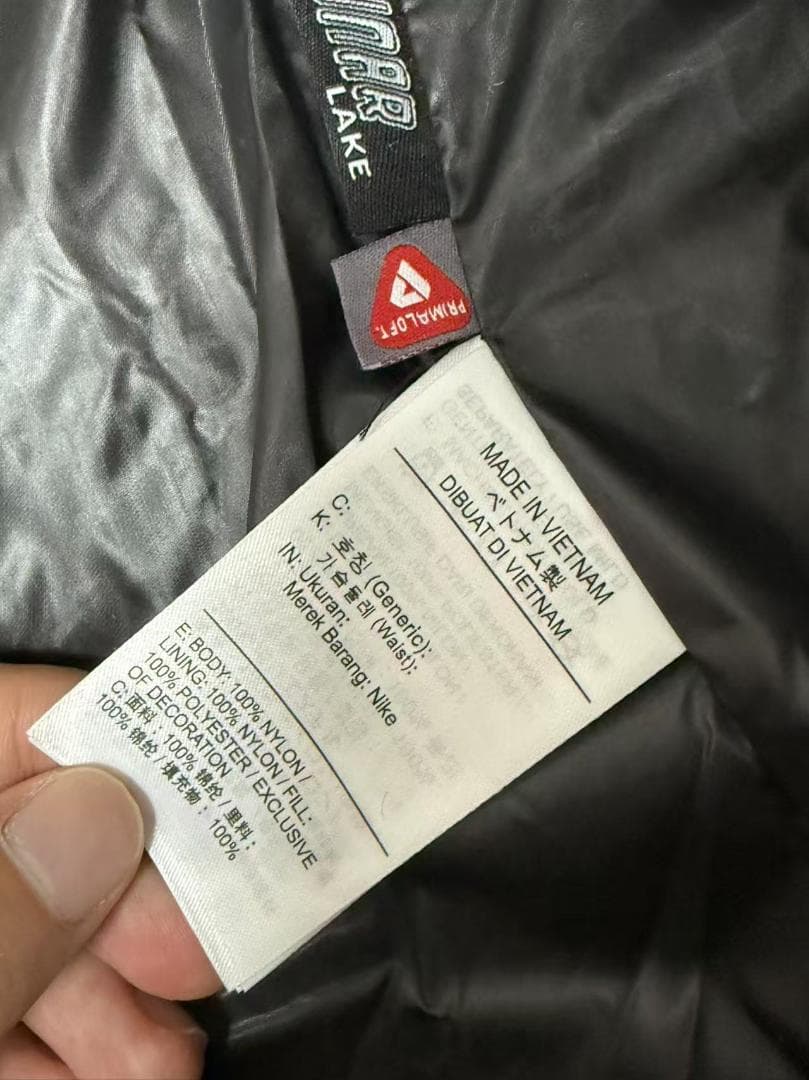 LAKE
PRIMALOFT.
MADE IN VIETNAM
ベトナム製
DIBUAT DI VIETNAM
C:
K: 호칭 (Generic):
가슴둘레 (Waist):
IN: Ukuran:
Merek Barang: Nike
E: BODY: 100% NYLON /
LINING: 100% NYLON / FILL:
100% POLYESTER / EXCLUSIVE
OF DECORATION
C: 面料: 100% 锦纶 / 里料:
100% 锦纶 / 填充物: 100%